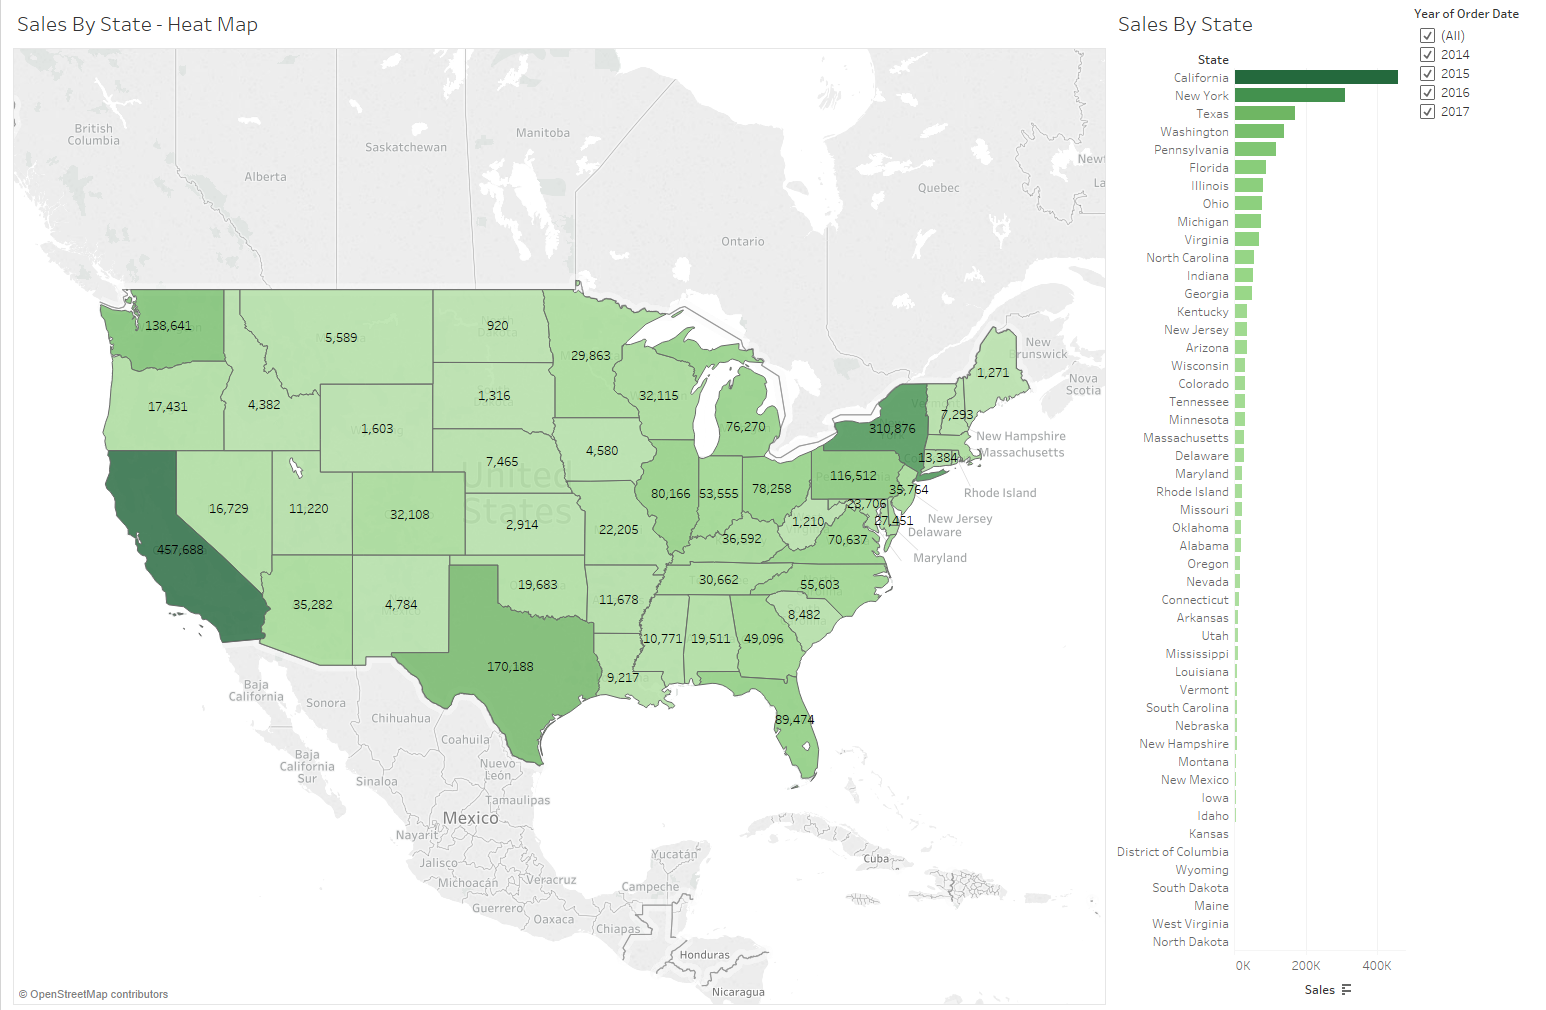 Sales By State - Heat Map
British
Columbia
Alberta
Saskatchewan
Manitoba
Ontario
Quebec
Newf
La
New
Brunswick
Nova
Scotia
138,641
5,589
920
29,863
1,271
17,431
4,382
1,316
32,115
7,293
1,603
76,270
310,876
New Hampshire
Massachusetts
4,580
13,384
7,465
United
States
116,512
35,764
Rhode Island
16,729
11,220
32,108
2,914
80,166
53,555
78,258
23,706
27,451
New Jersey
Delaware
Maryland
22,205
36,592
1,210
70,637
457,688
35,282
4,784
19,683
30,662
55,603
11,678
8,482
10,771
19,511
49,096
170,188
9,217
89,474
Baja
California
Sonora
Chihuahua
Coahuila
Baja
California
Sur
Sinaloa
Nuevo
León
Tamaulipas
Mexico
Nayarit
Jalisco
Michoacán
Veracruz
Guerrero
Oaxaca
Yucatán
Campeche
Chiapas
Cuba
Honduras
Nicaragua
© OpenStreetMap contributors
Sales By State
State
California
New York
Texas
Washington
Pennsylvania
Florida
Illinois
Ohio
Michigan
Virginia
North Carolina
Indiana
Georgia
Kentucky
New Jersey
Arizona
Wisconsin
Colorado
Tennessee
Minnesota
Massachusetts
Delaware
Maryland
Rhode Island
Missouri
Oklahoma
Alabama
Oregon
Nevada
Connecticut
Arkansas
Utah
Mississippi
Louisiana
Vermont
South Carolina
Nebraska
New Hampshire
Montana
New Mexico
Iowa
Idaho
Kansas
District of Columbia
Wyoming
South Dakota
Maine
West Virginia
North Dakota
0K 200K 400K
Sales
Year of Order Date
(All)
2014
2015
2016
2017